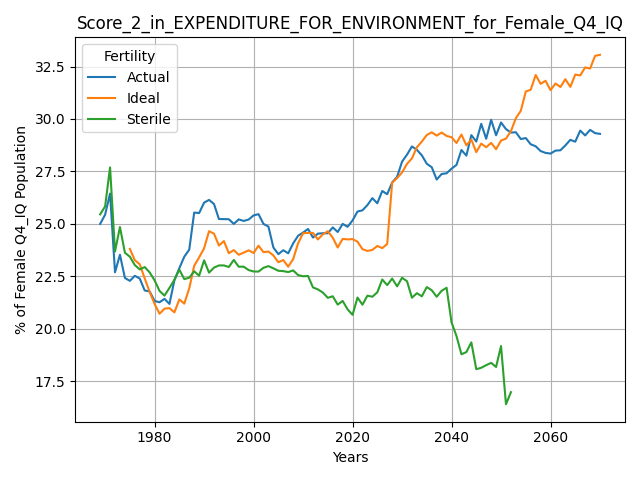 Score_2_in_EXPENDITURE_FOR_ENVIRONMENT_for_Female_Q4_IQ
Fertility
Actual
Ideal
Sterile
% of Female Q4_IQ Population
32.5
30.0
27.5
25.0
22.5
20.0
17.5
1980 2000 2020 2040 2060
Years